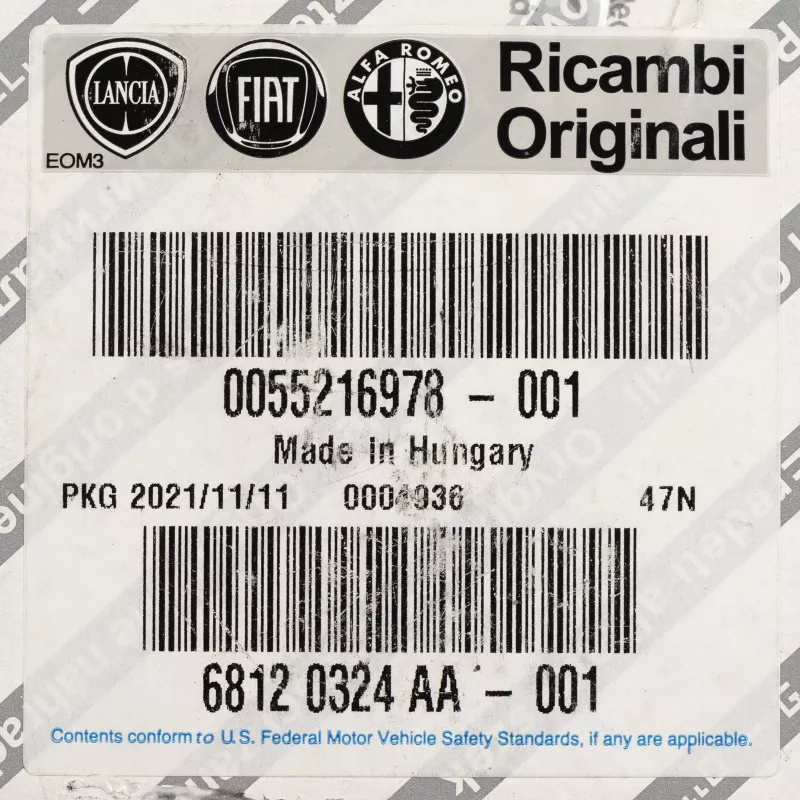 LANCIA FIAT ALFA ROMEO
Ricambi
Originali
EOM3
0055216978 - 001
Made in Hungary
PKG 2021/11/11 0004936 47N
6812 0324 AA - 001
Contents conform to U.S. Federal Motor Vehicle Safety Standards, if any are applicable.